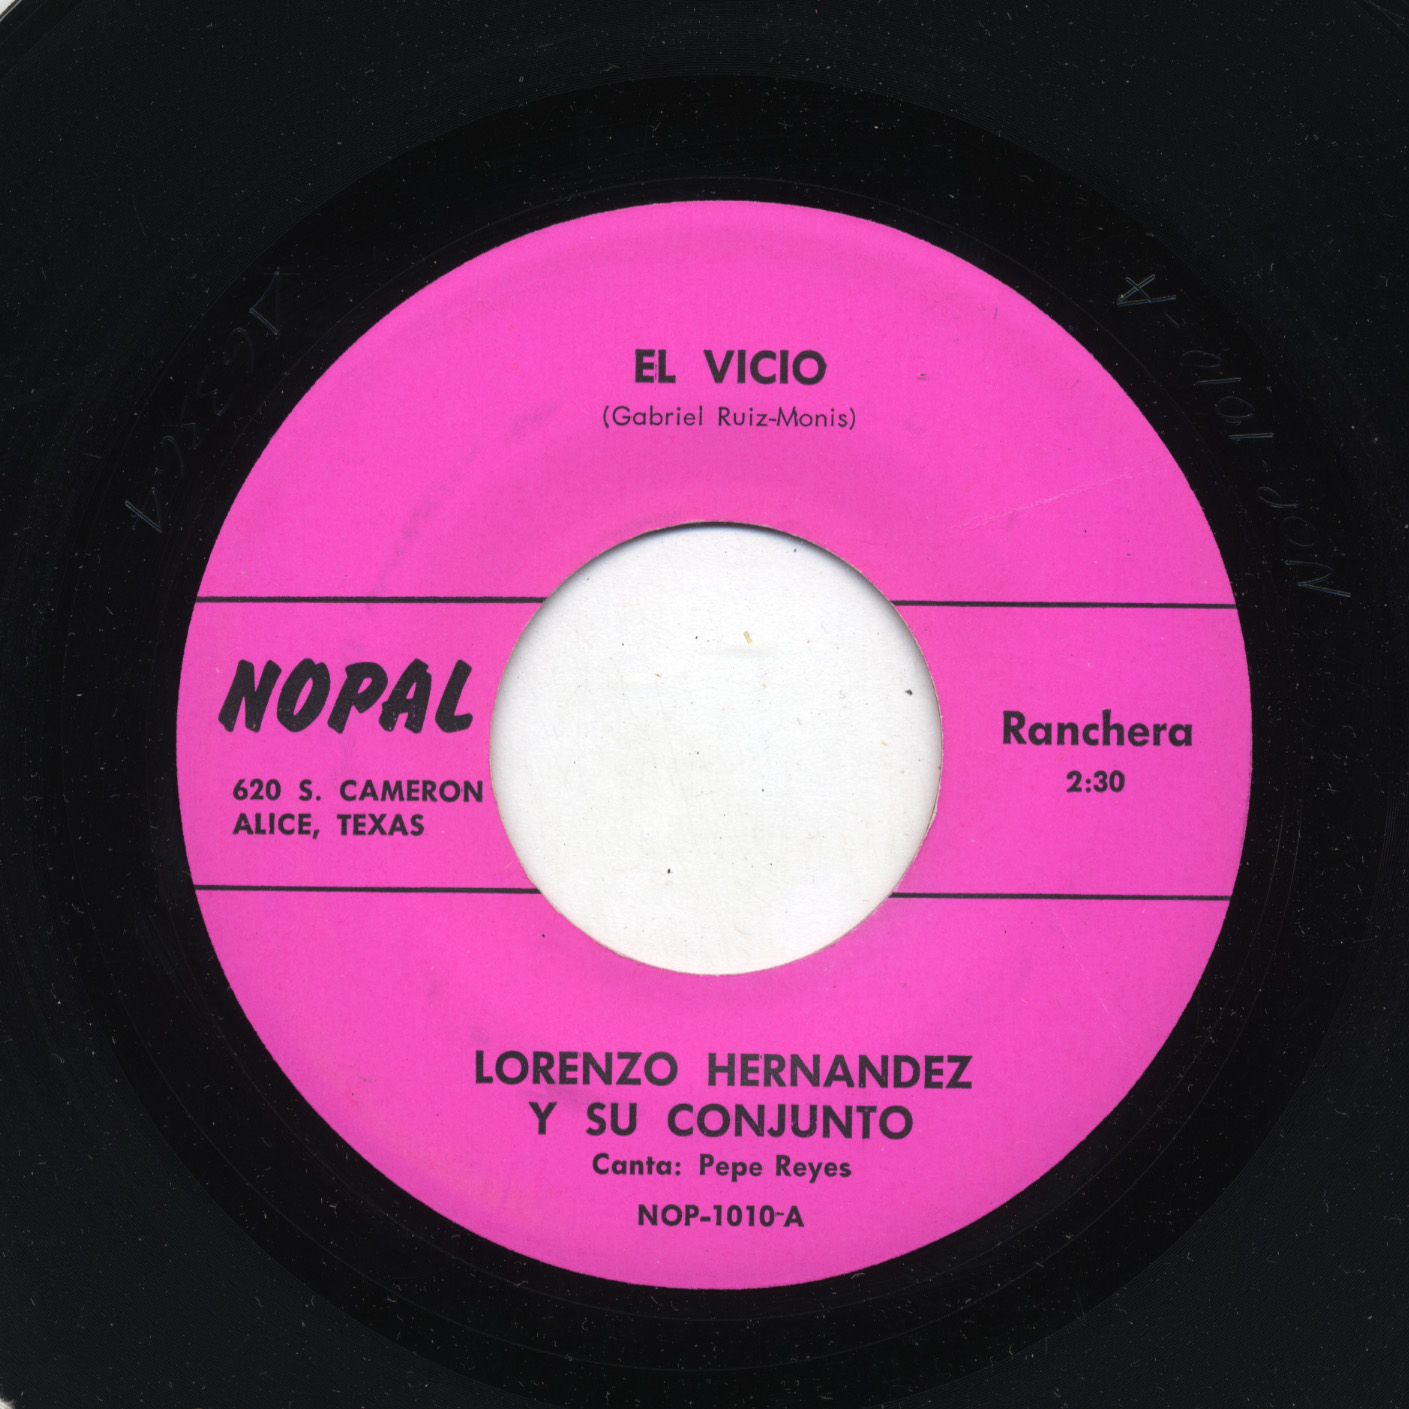 EL VICIO
(Gabriel Ruiz-Monis)
NOPAL
620 S. CAMERON
ALICE, TEXAS
Ranchera
2:30
LORENZO HERNANDEZ
Y SU CONJUNTO
Canta: Pepe Reyes
NOP-1010-A
NOP-1010-A